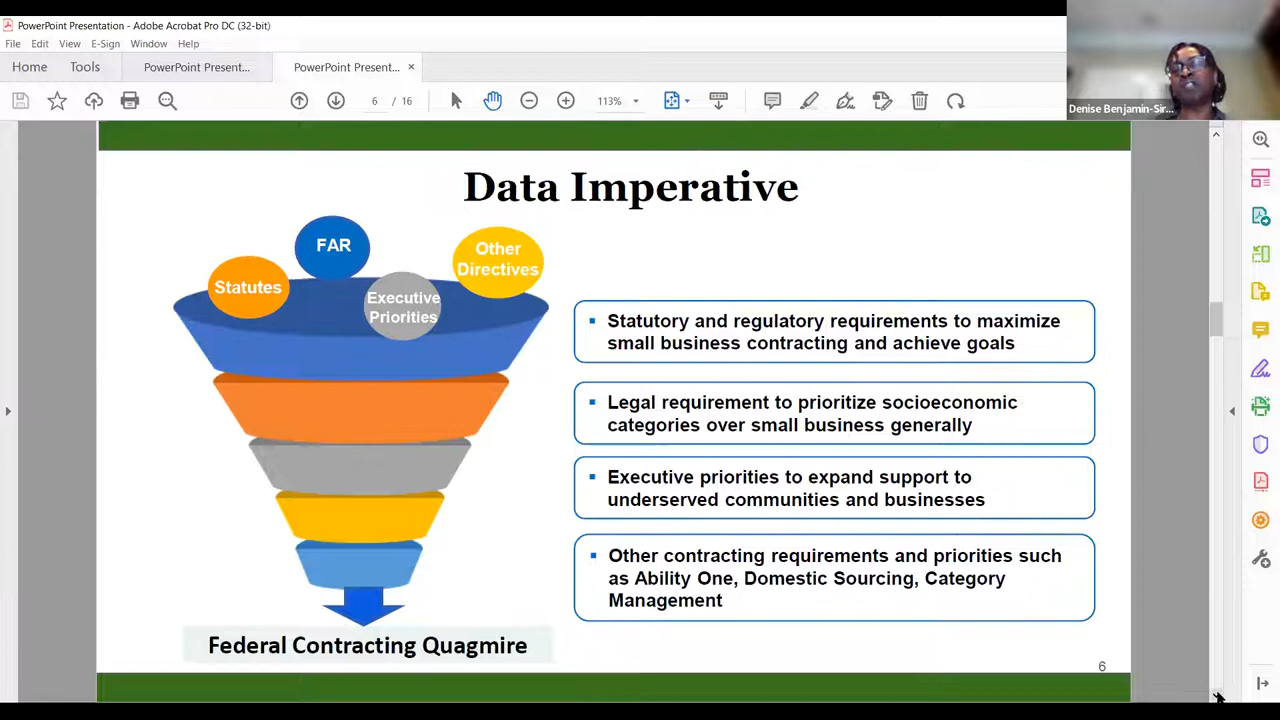 PowerPoint Presentation - Adobe Acrobat Pro DC (32-bit)
File Edit View E-Sign Window Help
Home Tools PowerPoint Present... PowerPoint Present... ×
6 / 16 113%
Denise Benjamin-Sir...
Data Imperative
FAR
Other
Directives
Statutes
Executive
Priorities
▪ Statutory and regulatory requirements to maximize
small business contracting and achieve goals
▪ Legal requirement to prioritize socioeconomic
categories over small business generally
▪ Executive priorities to expand support to
underserved communities and businesses
▪ Other contracting requirements and priorities such
as Ability One, Domestic Sourcing, Category
Management
Federal Contracting Quagmire
6